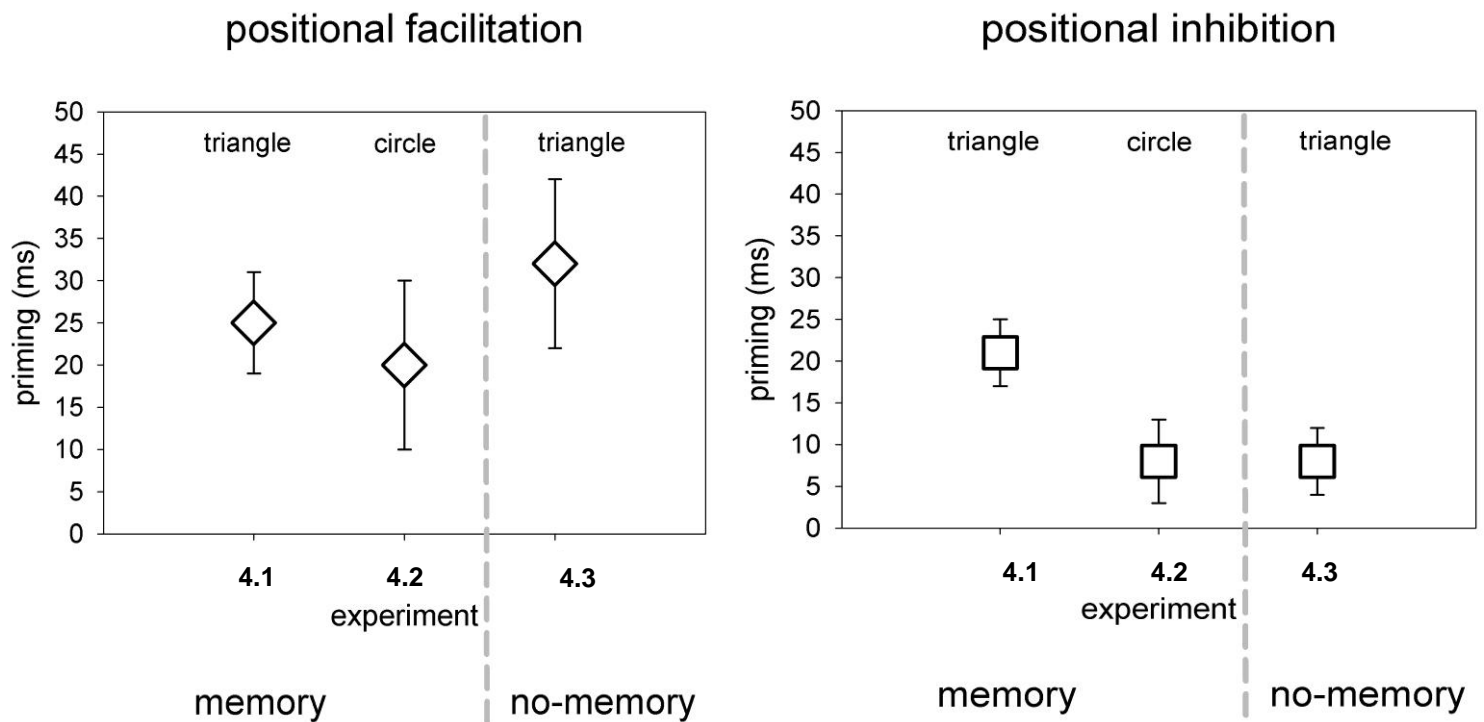 positional facilitation
50
45
40
35
30
25
20
15
10
5
0
priming (ms)
triangle circle triangle
4.1 4.2 4.3
experiment
memory no-memory
positional inhibition
50
45
40
35
30
25
20
15
10
5
0
priming (ms)
triangle circle triangle
4.1 4.2 4.3
experiment
memory no-memory